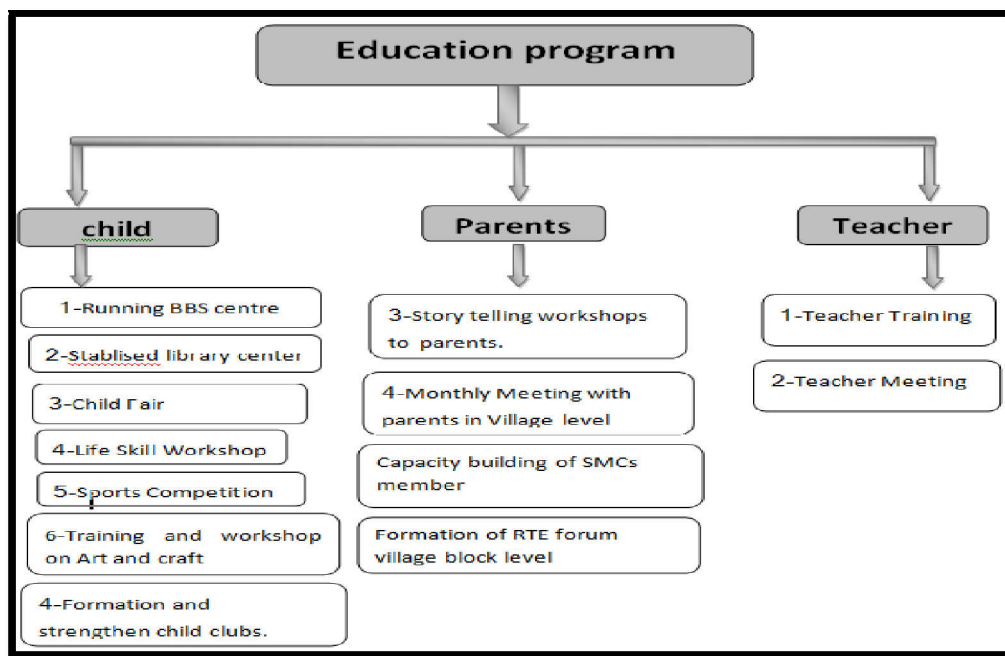 Education program
child
1-Running BBS centre
2-Stablised library center
3-Child Fair
4-Life Skill Workshop
5-Sports Competition
6-Training and workshop
on Art and craft
4-Formation and
strengthen child clubs.
Parents
3-Story telling workshops
to parents.
4-Monthly Meeting with
parents in Village level
Capacity building of SMCs
member
Formation of RTE forum
village block level
Teacher
1-Teacher Training
2-Teacher Meeting